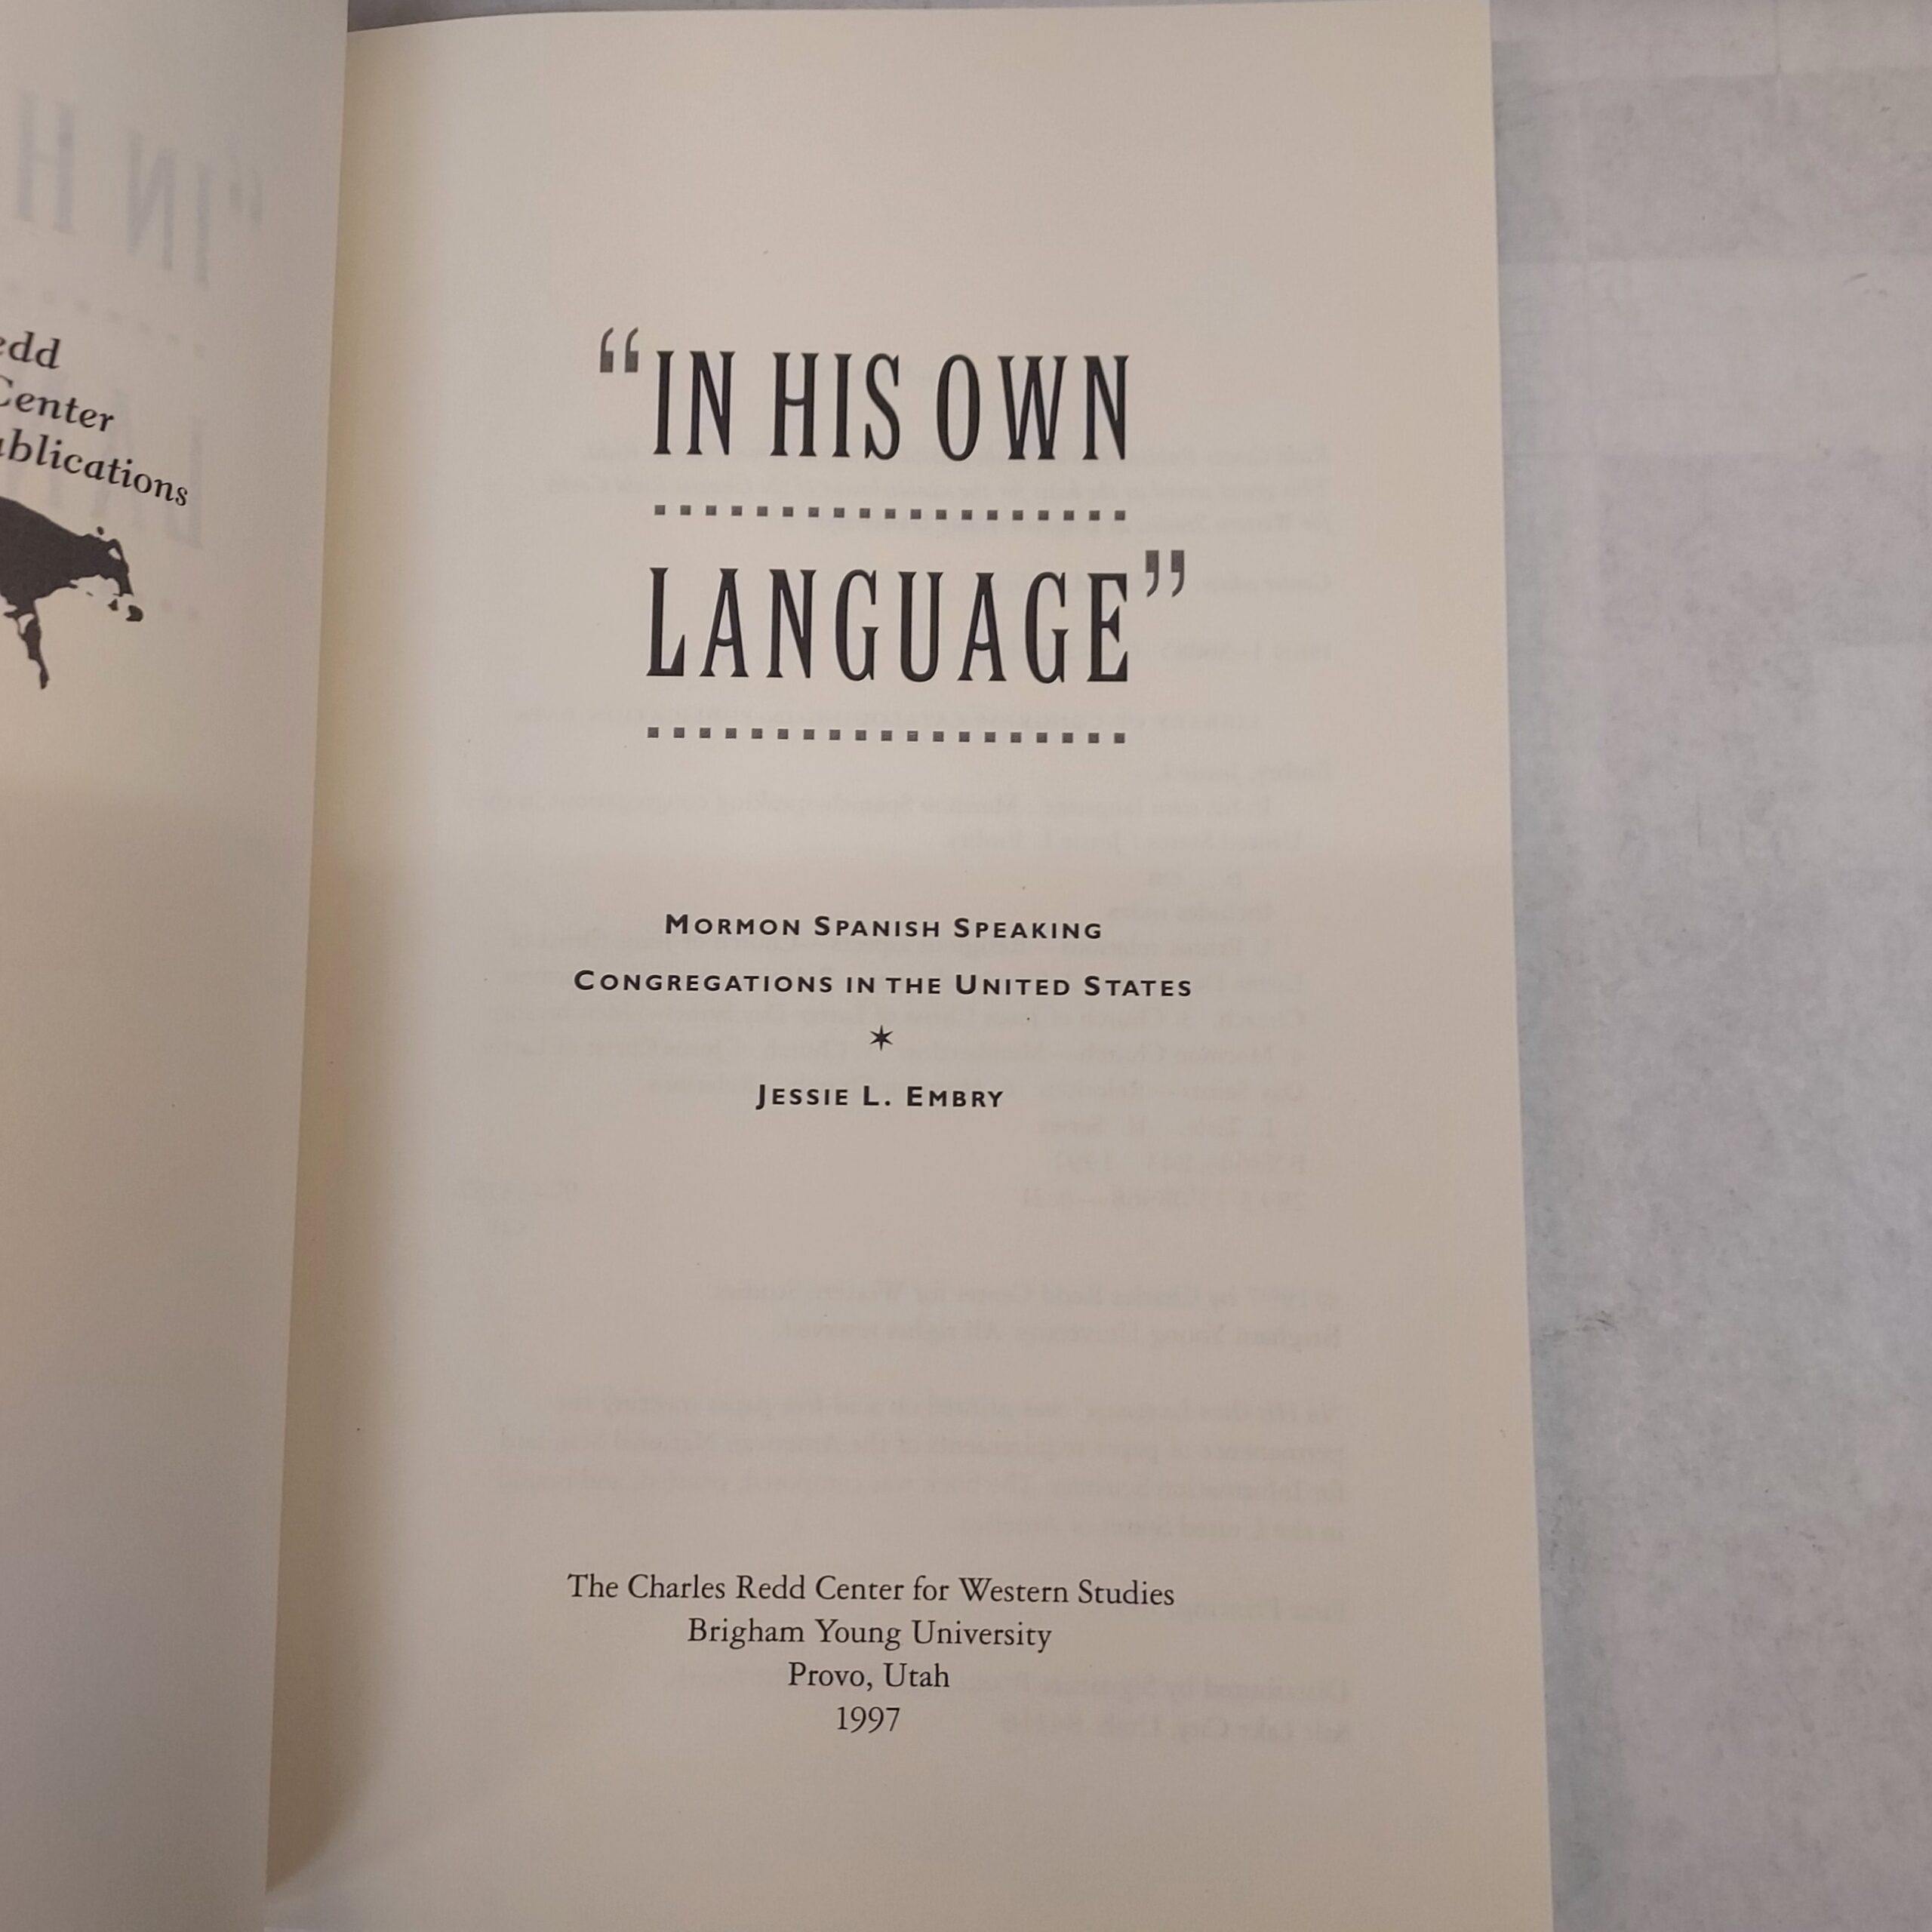 edd
Center
ublications
“IN HIS OWN
LANGUAGE”
MORMON SPANISH SPEAKING
CONGREGATIONS IN THE UNITED STATES
JESSIE L. EMBRY
The Charles Redd Center for Western Studies
Brigham Young University
Provo, Utah
1997